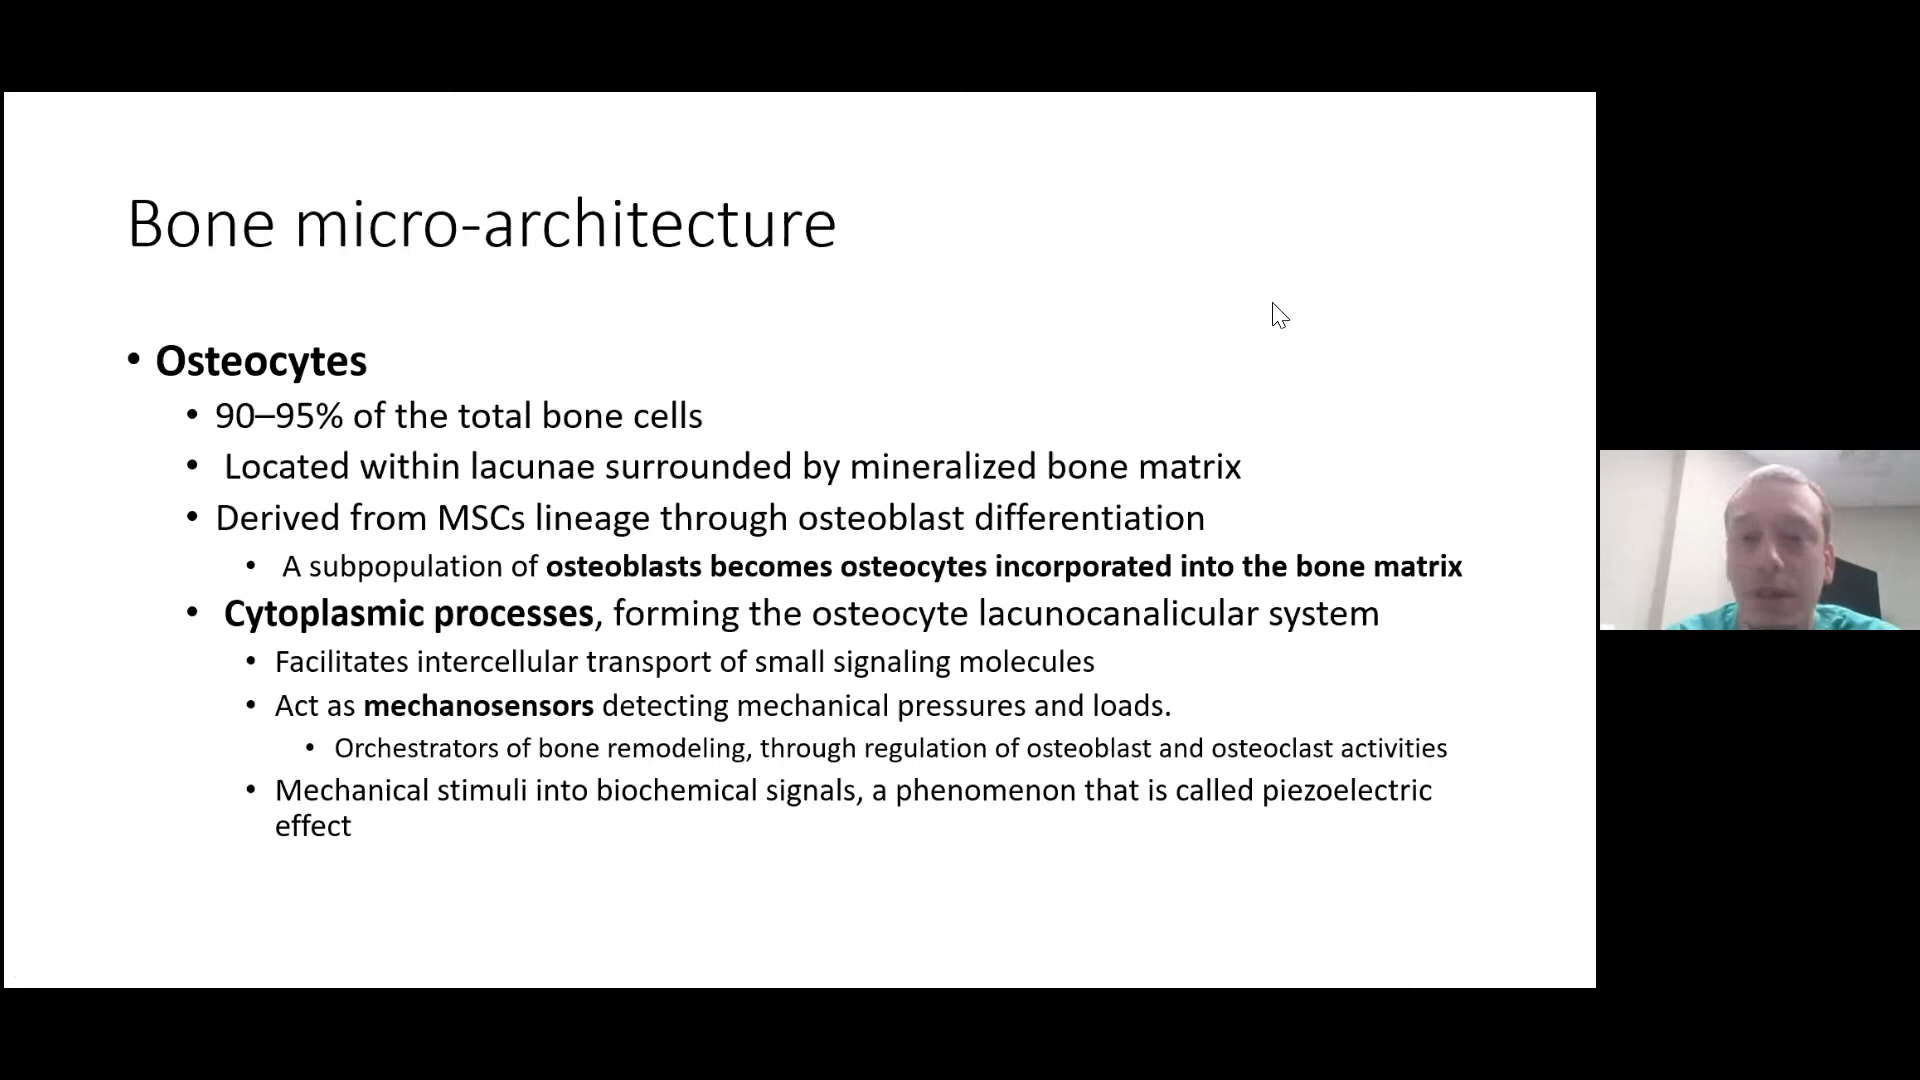 Bone micro-architecture
• Osteocytes
• 90–95% of the total bone cells
• Located within lacunae surrounded by mineralized bone matrix
• Derived from MSCs lineage through osteoblast differentiation
• A subpopulation of osteoblasts becomes osteocytes incorporated into the bone matrix
• Cytoplasmic processes, forming the osteocyte lacunocanalicular system
• Facilitates intercellular transport of small signaling molecules
• Act as mechanosensors detecting mechanical pressures and loads.
• Orchestrators of bone remodeling, through regulation of osteoblast and osteoclast activities
• Mechanical stimuli into biochemical signals, a phenomenon that is called piezoelectric
effect